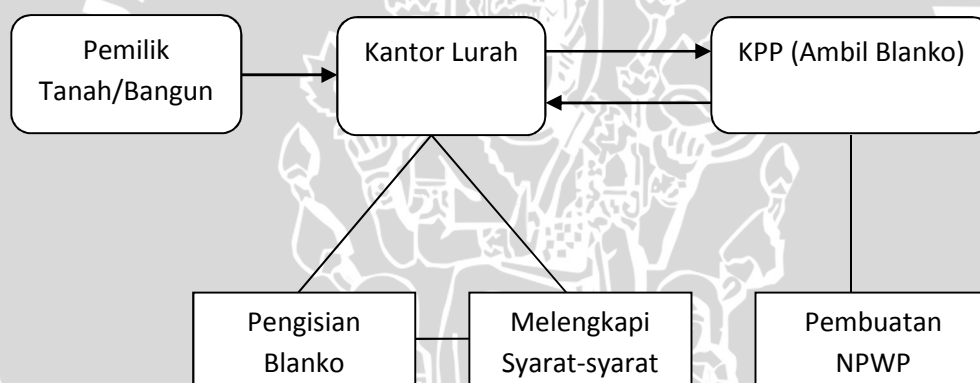 Pemilik
Tanah/Bangun
Kantor Lurah
KPP (Ambil Blanko)
Pengisian
Blanko
Melengkapi
Syarat-syarat
Pembuatan
NPWP